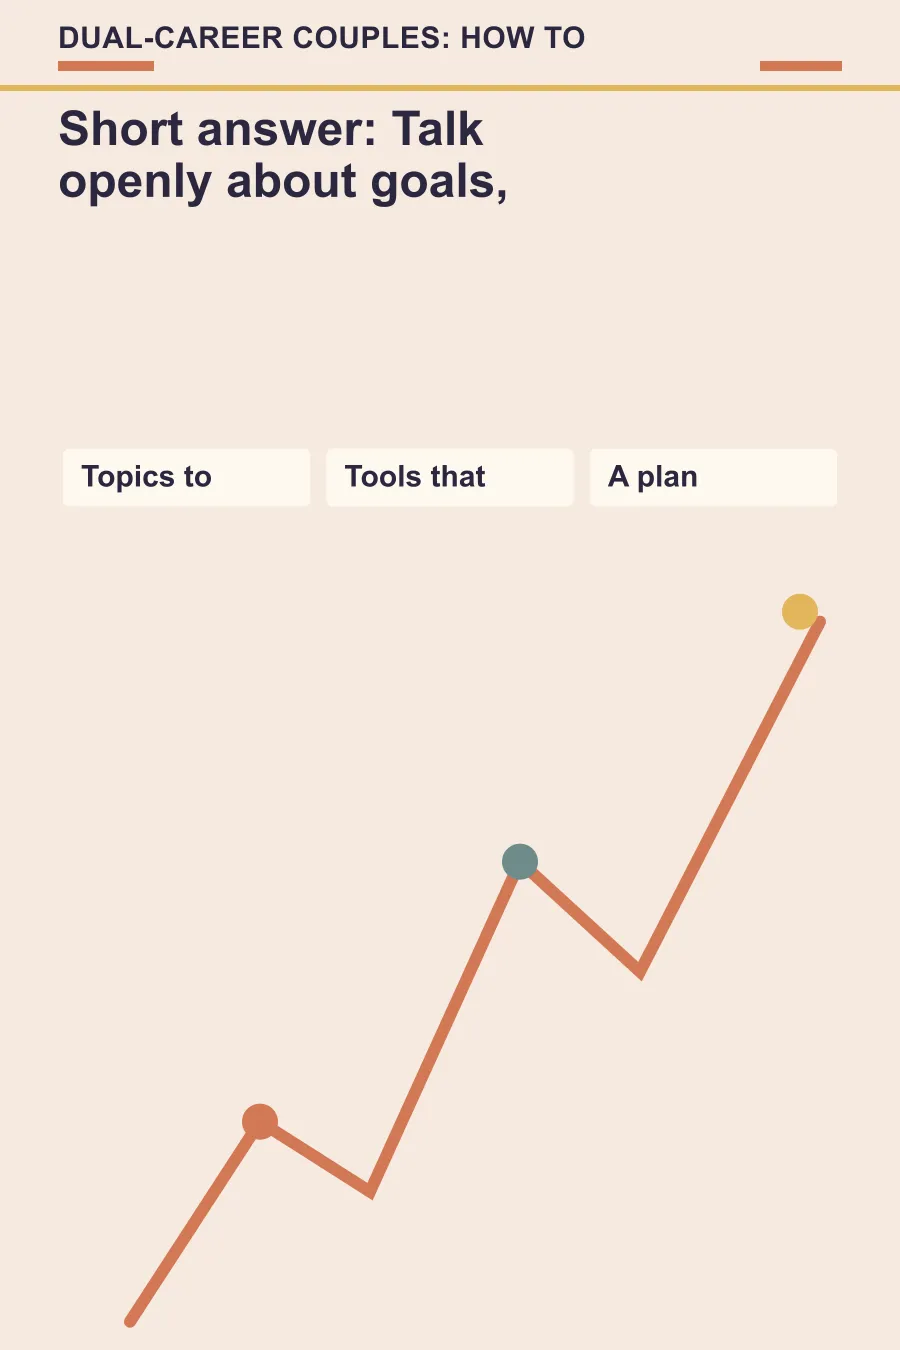 DUAL-CAREER COUPLES: HOW TO
Short answer: Talk
openly about goals,
Topics to
Tools that
A plan